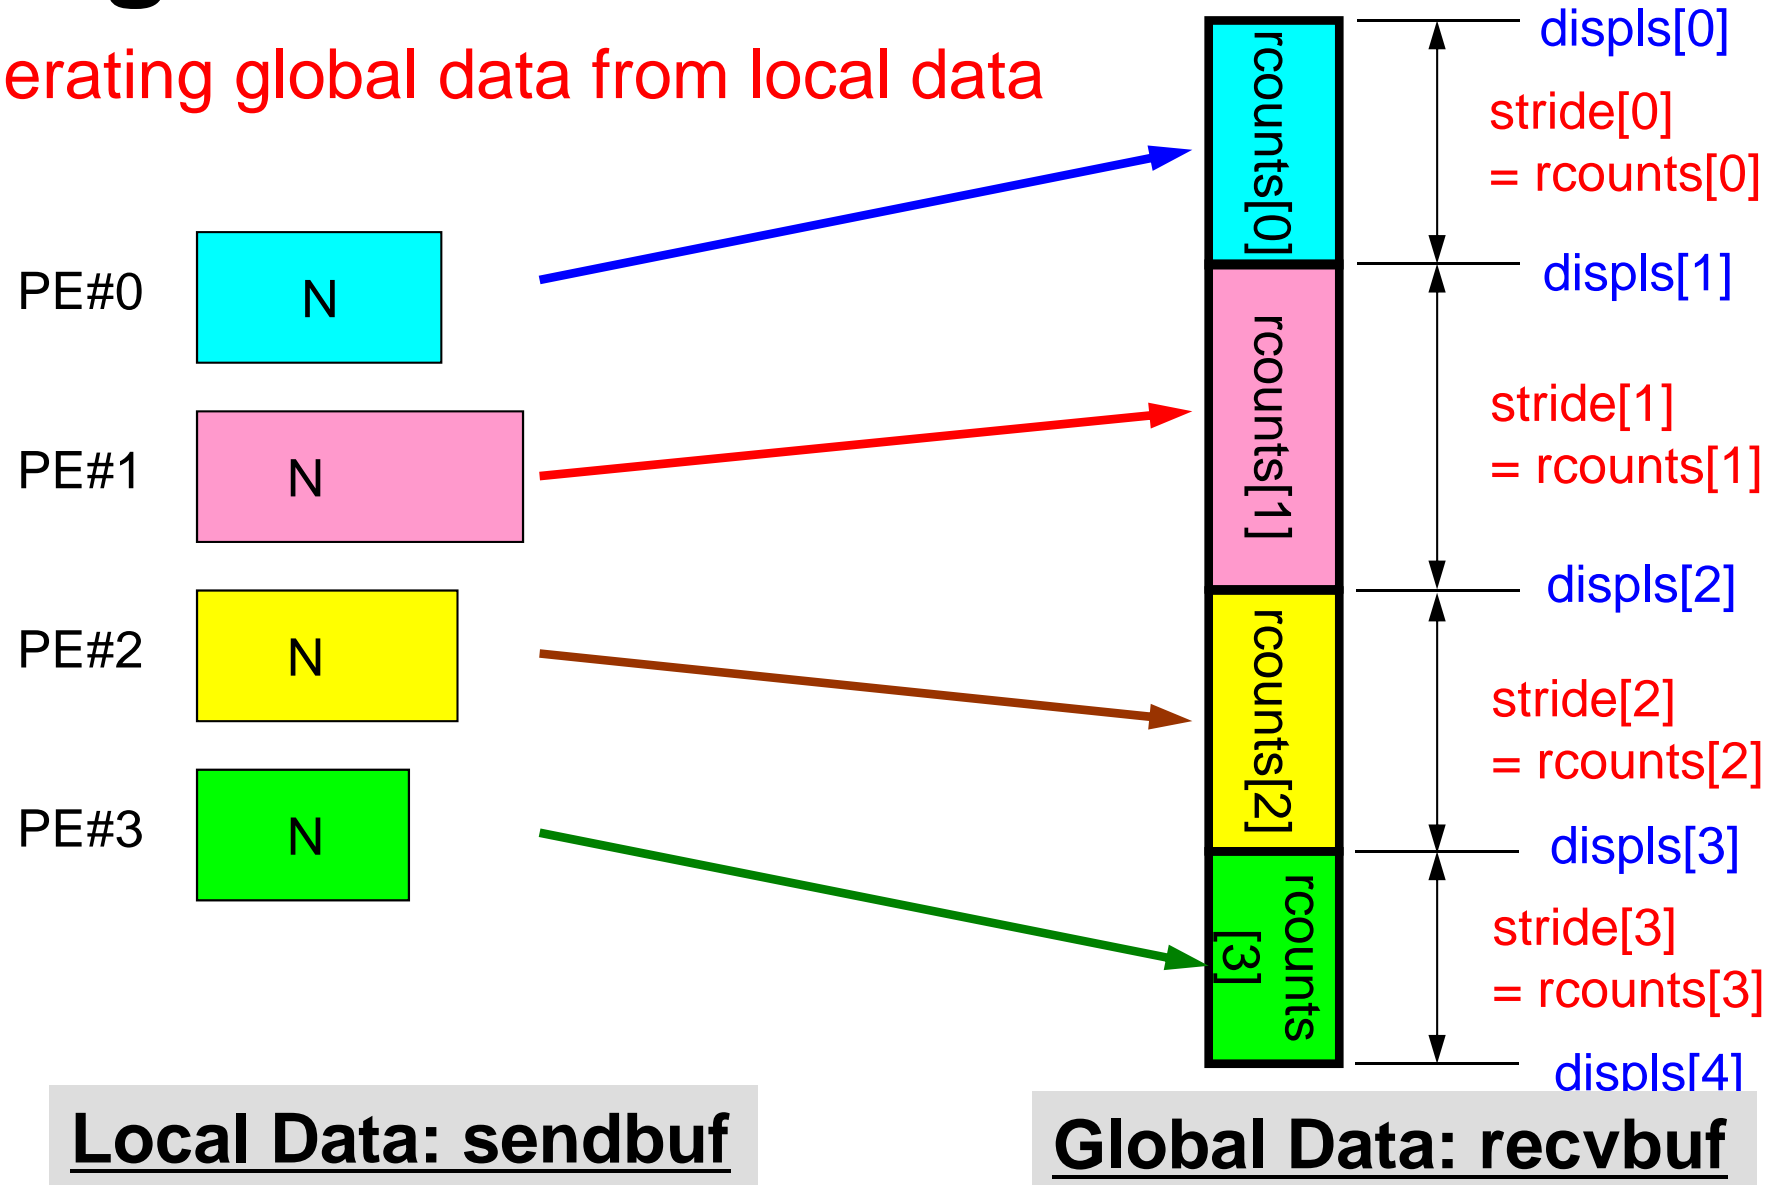 erating global data from local data
PE#0
N
PE#1
N
PE#2
N
PE#3
N
rcounts[0]
rcounts[1]
rcounts[2]
rcounts
[3]
displs[0]
stride[0]
= rcounts[0]
displs[1]
stride[1]
= rcounts[1]
displs[2]
stride[2]
= rcounts[2]
displs[3]
stride[3]
= rcounts[3]
displs[4]
Local Data: sendbuf
Global Data: recvbuf